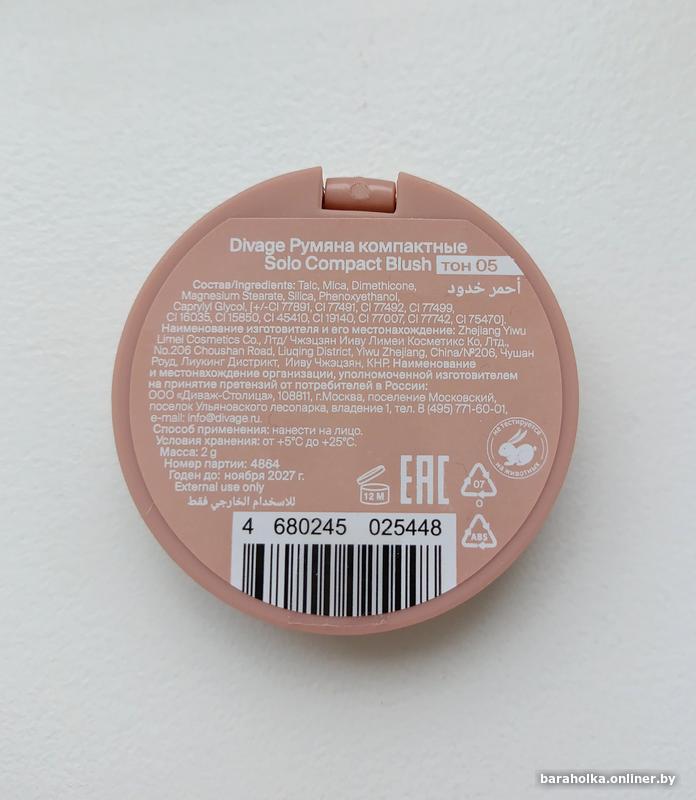 Divage Румяна компактные
Solo Compact Blush тон 05
أحمر خدود
Состав/Ingredients: Talc, Mica, Dimethicone,
Magnesium Stearate, Silica, Phenoxyethanol,
Caprylyl Glycol, [+/-CI 77891, CI 77491, CI 77492, CI 77499,
CI 16035, CI 15850, CI 45410, CI 19140, CI 77007, CI 77742, CI 75470].
Наименование изготовителя и его местонахождение: Zhejiang Yiwu
Limei Cosmetics Co., Ltd/ Чжэцзян Ииву Лимеи Косметикс Ко, Лтд.,
No.206 Choushan Road, Liuqing District, Yiwu Zhejiang, China/№206, Чушан
Роуд, Лиукинг Дистрикт, Ииву Чжэцзян, КНР. Наименование
и местонахождение организации, уполномоченной изготовителем
на принятие претензий от потребителей в России:
ООО «Диваж-Столица», 108811, г.Москва, поселение Московский,
поселок Ульяновского лесопарка, владение 1, тел. 8 (495) 771-60-01,
e-mail: info@divage.ru.
Способ применения: нанести на лицо.
Условия хранения: от +5°C до +25°C.
Масса: 2 g
Номер партии: 4864
Годен до: ноября 2027 г.
External use only
للاسخدام الخارجي فقط
12 M
EAC
07
O
ABS
не тестируется
на животных
4 680245 025448
baraholka.onliner.by